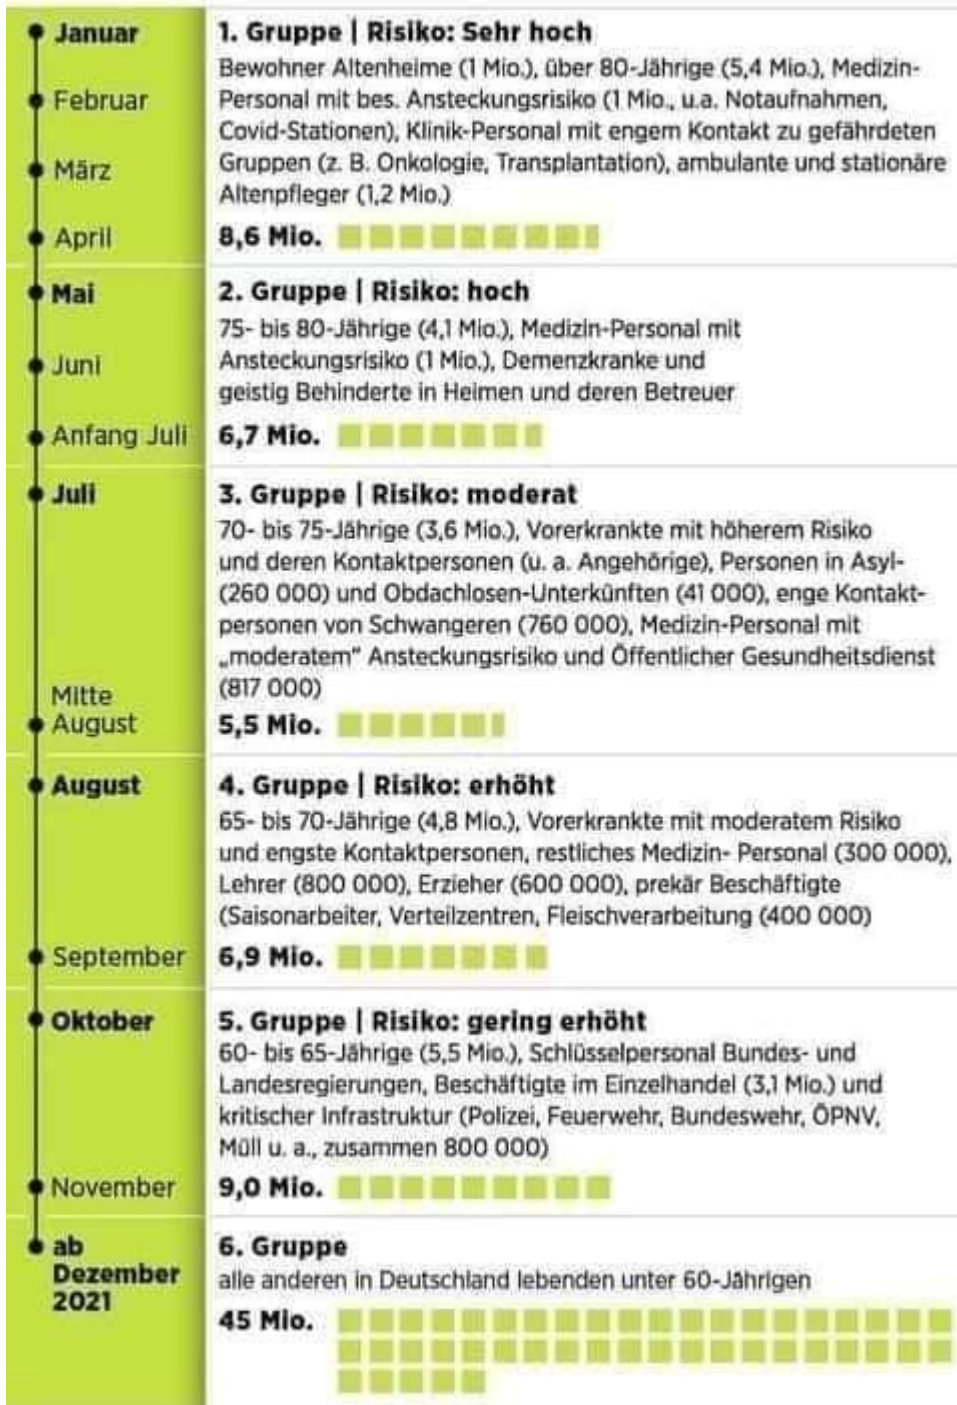 Januar
Februar
März
April
1. Gruppe | Risiko: Sehr hoch
Bewohner Altenheime (1 Mio.), über 80-Jährige (5,4 Mio.), Medizin-
Personal mit bes. Ansteckungsrisiko (1 Mio., u.a. Notaufnahmen,
Covid-Stationen), Klinik-Personal mit engem Kontakt zu gefährdeten
Gruppen (z. B. Onkologie, Transplantation), ambulante und stationäre
Altenpfleger (1,2 Mio.)
8,6 Mio.
Mai
Juni
Anfang Juli
2. Gruppe | Risiko: hoch
75- bis 80-Jährige (4,1 Mio.), Medizin-Personal mit
Ansteckungsrisiko (1 Mio.), Demenzkranke und
geistig Behinderte in Heimen und deren Betreuer
6,7 Mio.
Juli
Mitte
August
3. Gruppe | Risiko: moderat
70- bis 75-Jährige (3,6 Mio.), Vorerkrankte mit höherem Risiko
und deren Kontaktpersonen (u. a. Angehörige), Personen in Asyl-
(260 000) und Obdachlosen-Unterkünften (41 000), enge Kontakt-
personen von Schwangeren (760 000), Medizin-Personal mit
„moderatem" Ansteckungsrisiko und Öffentlicher Gesundheitsdienst
(817 000)
5,5 Mio.
August
September
4. Gruppe | Risiko: erhöht
65- bis 70-Jährige (4,8 Mio.), Vorerkrankte mit moderatem Risiko
und engste Kontaktpersonen, restliches Medizin- Personal (300 000),
Lehrer (800 000), Erzieher (600 000), prekär Beschäftigte
(Saisonarbeiter, Verteilzentren, Fleischverarbeitung (400 000)
6,9 Mio.
Oktober
November
5. Gruppe | Risiko: gering erhöht
60- bis 65-Jährige (5,5 Mio.), Schlüsselpersonal Bundes- und
Landesregierungen, Beschäftigte im Einzelhandel (3,1 Mio.) und
kritischer Infrastruktur (Polizei, Feuerwehr, Bundeswehr, ÖPNV,
Müll u. a., zusammen 800 000)
9,0 Mio.
ab
Dezember
2021
6. Gruppe
alle anderen in Deutschland lebenden unter 60-Jährigen
45 Mio.